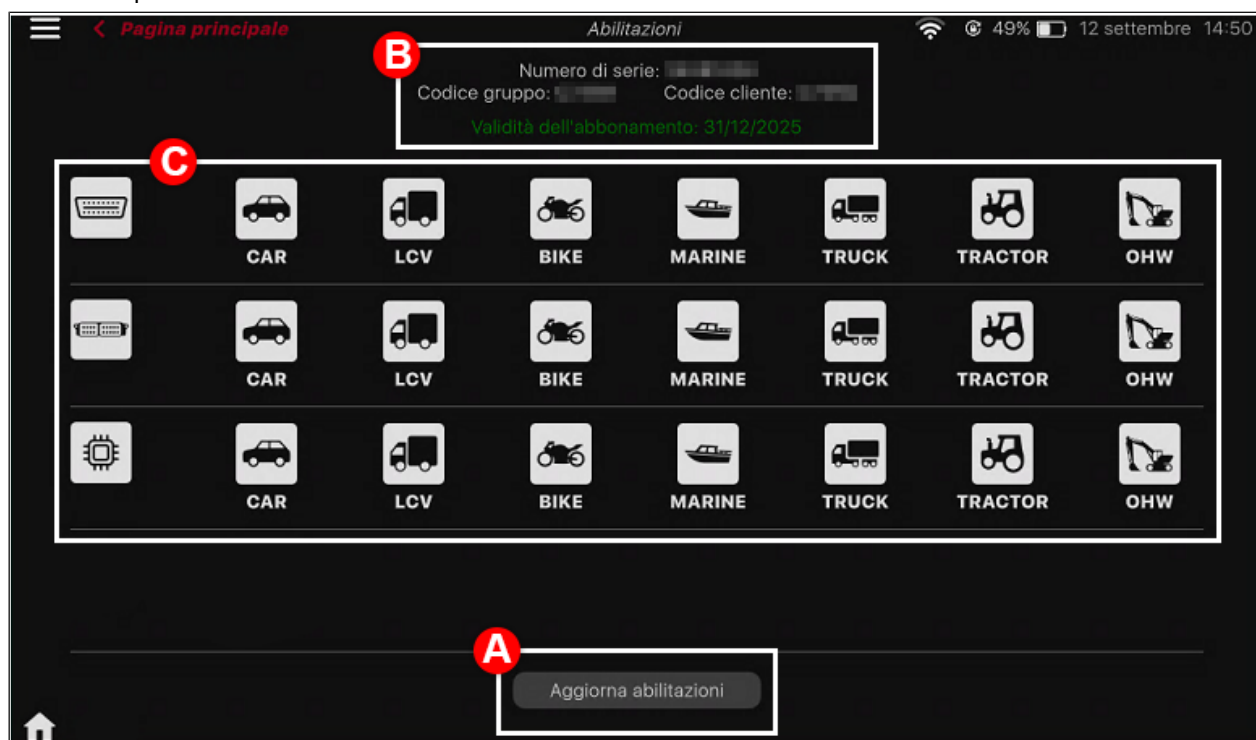 Pagina principale
Abilitazioni
49%
12 settembre 14:50
B
Numero di serie:
Codice gruppo: Codice cliente:
Validità dell'abbonamento: 31/12/2025
C
CAR LCV BIKE MARINE TRUCK TRACTOR OHW
CAR LCV BIKE MARINE TRUCK TRACTOR OHW
CAR LCV BIKE MARINE TRUCK TRACTOR OHW
A
Aggiorna abilitazioni